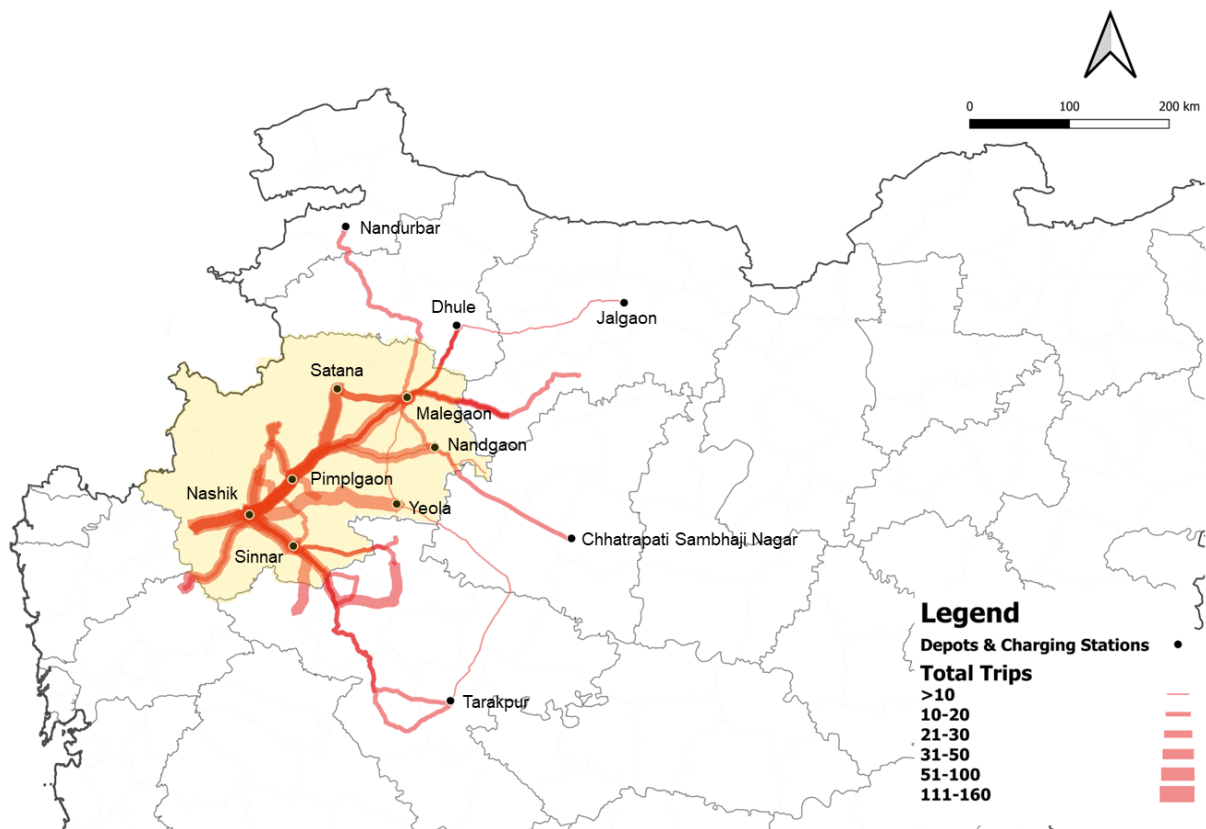 0 100 200 km
Nandurbar
Dhule
Jalgaon
Satana
Malegaon
Nandgaon
Pimplgaon
Nashik
Yeola
Sinnar
Chhatrapati Sambhaji Nagar
Tarakpur
Legend
Depots & Charging Stations
Total Trips
>10
10-20
21-30
31-50
51-100
111-160